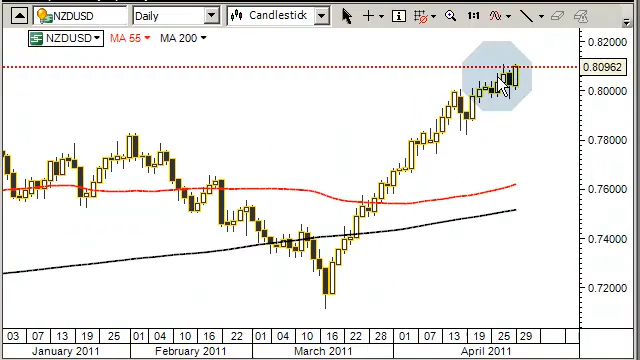 NZDUSD Daily Candlestick 1:1
NZDUSD MA 55 MA 200
0.82000
0.80962
0.80000
0.78000
0.76000
0.74000
0.72000
03 07 13 19 25 01 04 10 16 22 01 04 10 16 22 28 01 07 13 19 25 29
January 2011 February 2011 March 2011 April 2011